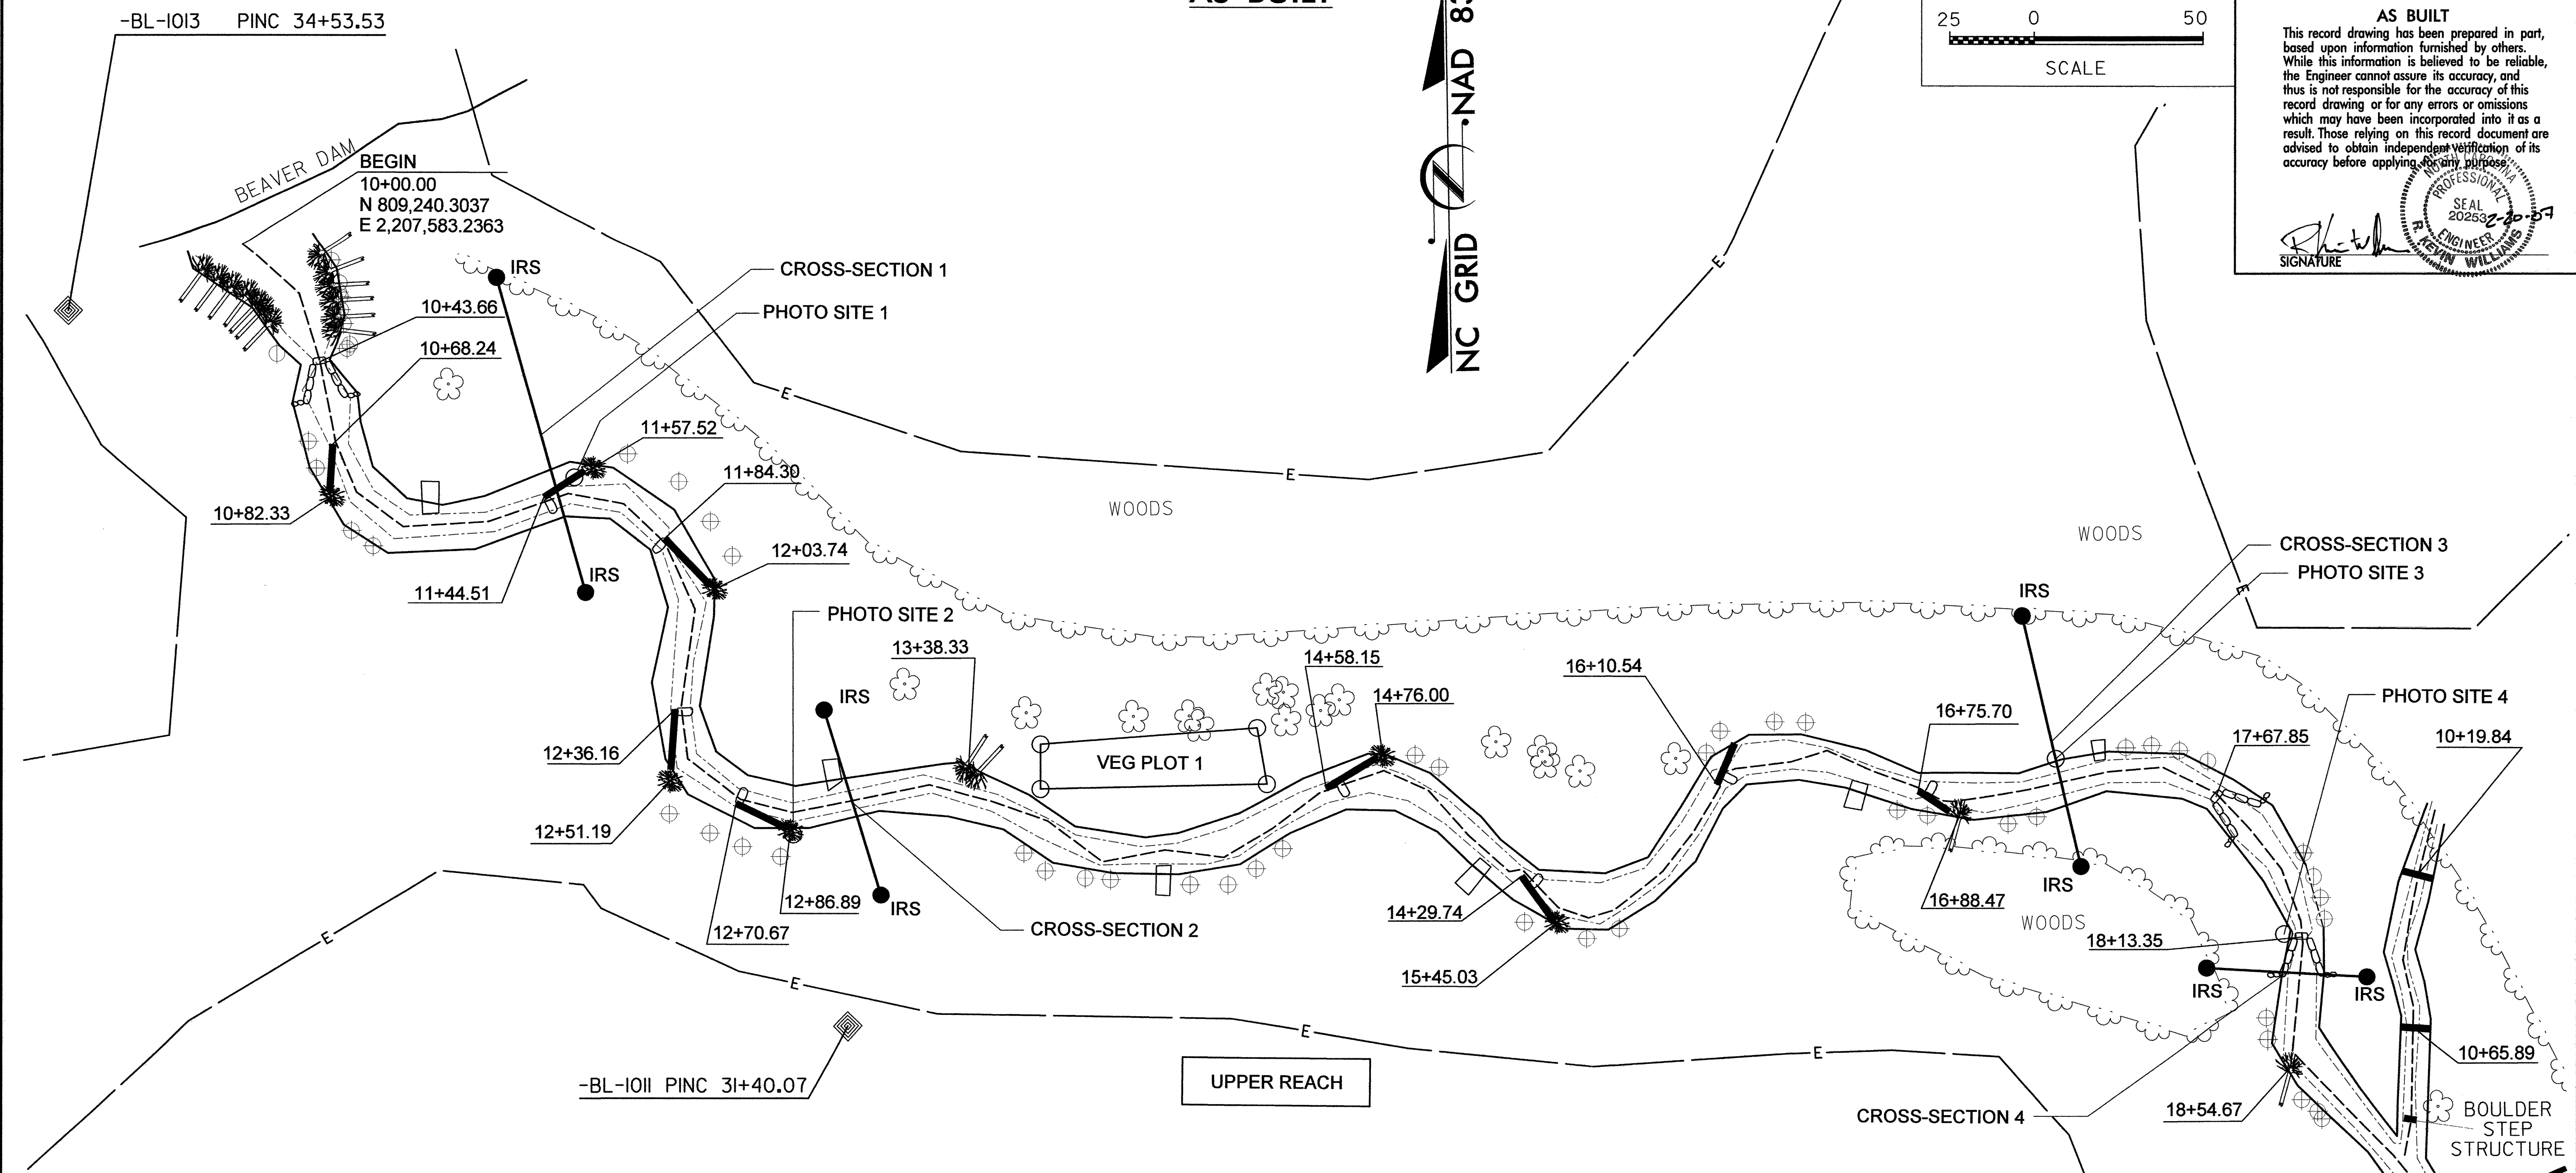 -BL-1013 PINC 34+53.53
AS BUILT
NC GRID NAD 83
25 0 50
SCALE
AS BUILT
This record drawing has been prepared in part,
based upon information furnished by others.
While this information is believed to be reliable,
the Engineer cannot assure its accuracy, and
thus is not responsible for the accuracy of this
record drawing or for any errors or omissions
which may have been incorporated into it as a
result. Those relying on this record document are
advised to obtain independent verification of its
accuracy before applying for any purpose.
NORTH CAROLINA
PROFESSIONAL
SEAL
20253
ENGINEER
R. KEVIN WILLIAMS
2-20-07
SIGNATURE
BEAVER DAM
BEGIN
10+00.00
N 809,240.3037
E 2,207,583.2363
IRS
CROSS-SECTION 1
PHOTO SITE 1
10+43.66
10+68.24
11+57.52
11+84.30
10+82.33
12+03.74
11+44.51
IRS
WOODS
WOODS
CROSS-SECTION 3
PHOTO SITE 3
E
E
E
E
IRS
PHOTO SITE 2
13+38.33
14+58.15
16+10.54
14+76.00
IRS
16+75.70
PHOTO SITE 4
17+67.85
10+19.84
12+36.16
VEG PLOT 1
12+51.19
12+86.89
IRS
12+70.67
CROSS-SECTION 2
14+29.74
15+45.03
IRS
16+88.47
WOODS
18+13.35
IRS
IRS
E
E
E
E
10+65.89
-BL-1011 PINC 31+40.07
UPPER REACH
CROSS-SECTION 4
18+54.67
BOULDER
STEP
STRUCTURE